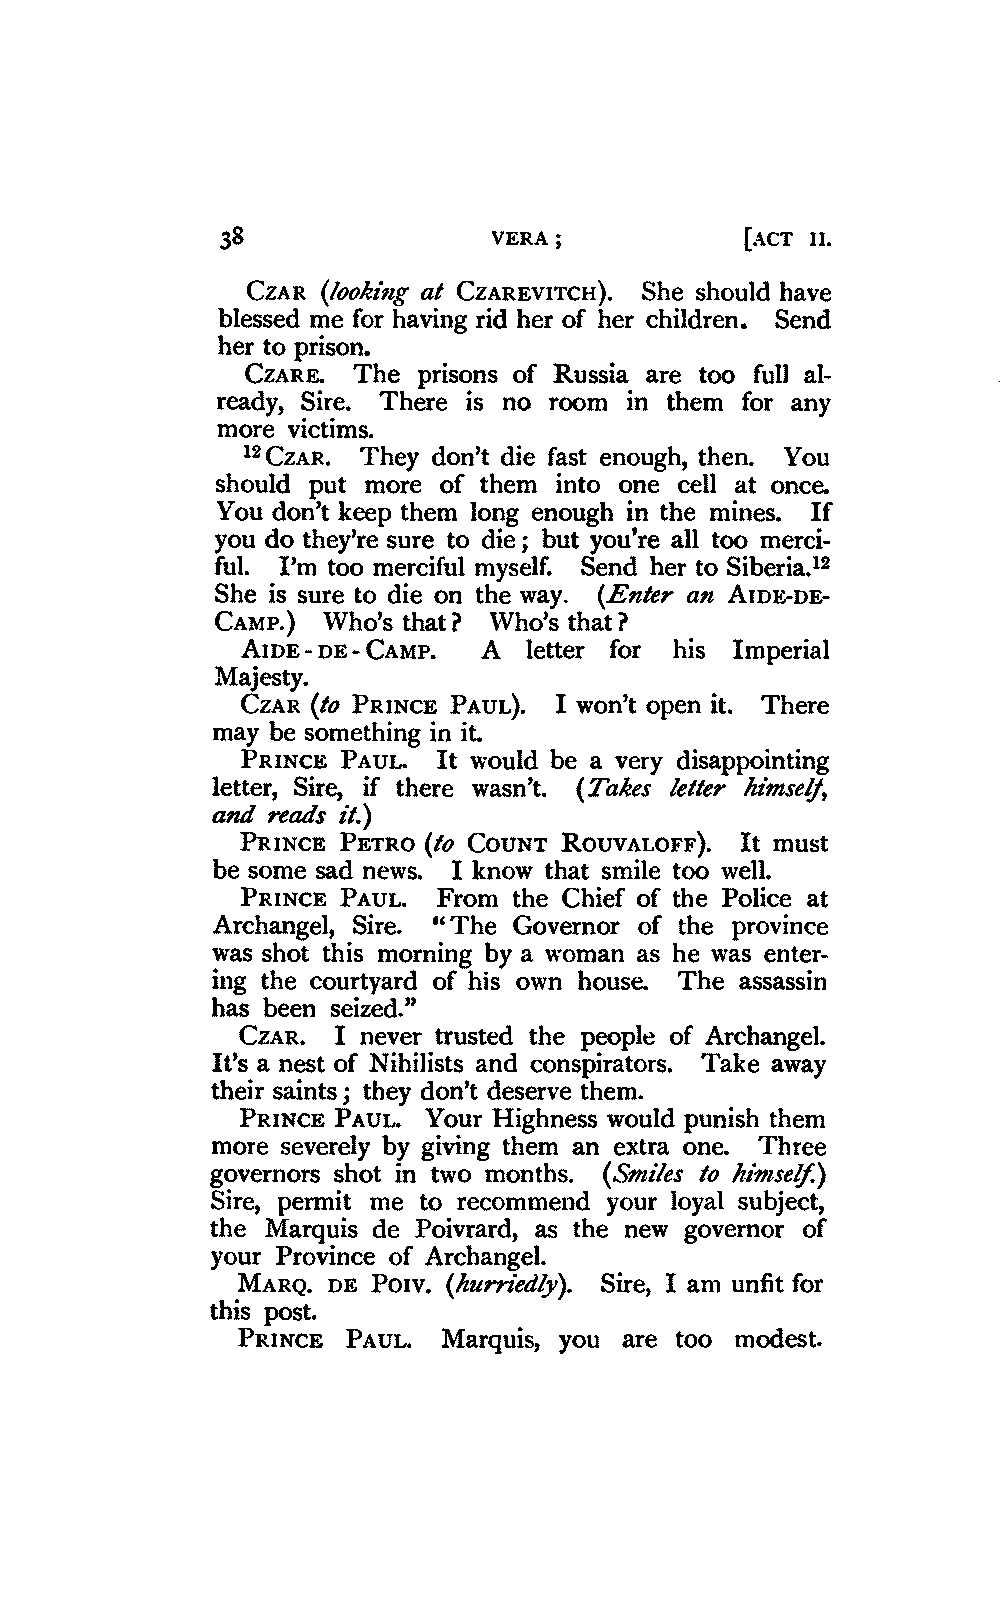 38 VERA ; [ACT II.
CZAR (looking at CZAREVITCH). She should have
blessed me for having rid her of her children. Send
her to prison.
CZARE. The prisons of Russia are too full al-
ready, Sire. There is no room in them for any
more victims.
¹²CZAR. They don't die fast enough, then. You
should put more of them into one cell at once.
You don't keep them long enough in the mines. If
you do they're sure to die; but you're all too merci-
ful. I'm too merciful myself. Send her to Siberia.¹²
She is sure to die on the way. (Enter an AIDE-DE-
CAMP.) Who's that? Who's that?
AIDE-DE-CAMP. A letter for his Imperial
Majesty.
CZAR (to PRINCE PAUL). I won't open it. There
may be something in it.
PRINCE PAUL. It would be a very disappointing
letter, Sire, if there wasn't. (Takes letter himself,
and reads it.)
PRINCE PETRO (to COUNT ROUVALOFF). It must
be some sad news. I know that smile too well.
PRINCE PAUL. From the Chief of the Police at
Archangel, Sire. "The Governor of the province
was shot this morning by a woman as he was enter-
ing the courtyard of his own house. The assassin
has been seized."
CZAR. I never trusted the people of Archangel.
It's a nest of Nihilists and conspirators. Take away
their saints; they don't deserve them.
PRINCE PAUL. Your Highness would punish them
more severely by giving them an extra one. Three
governors shot in two months. (Smiles to himself.)
Sire, permit me to recommend your loyal subject,
the Marquis de Poivrard, as the new governor of
your Province of Archangel.
MARQ. DE POIV. (hurriedly). Sire, I am unfit for
this post.
PRINCE PAUL. Marquis, you are too modest.